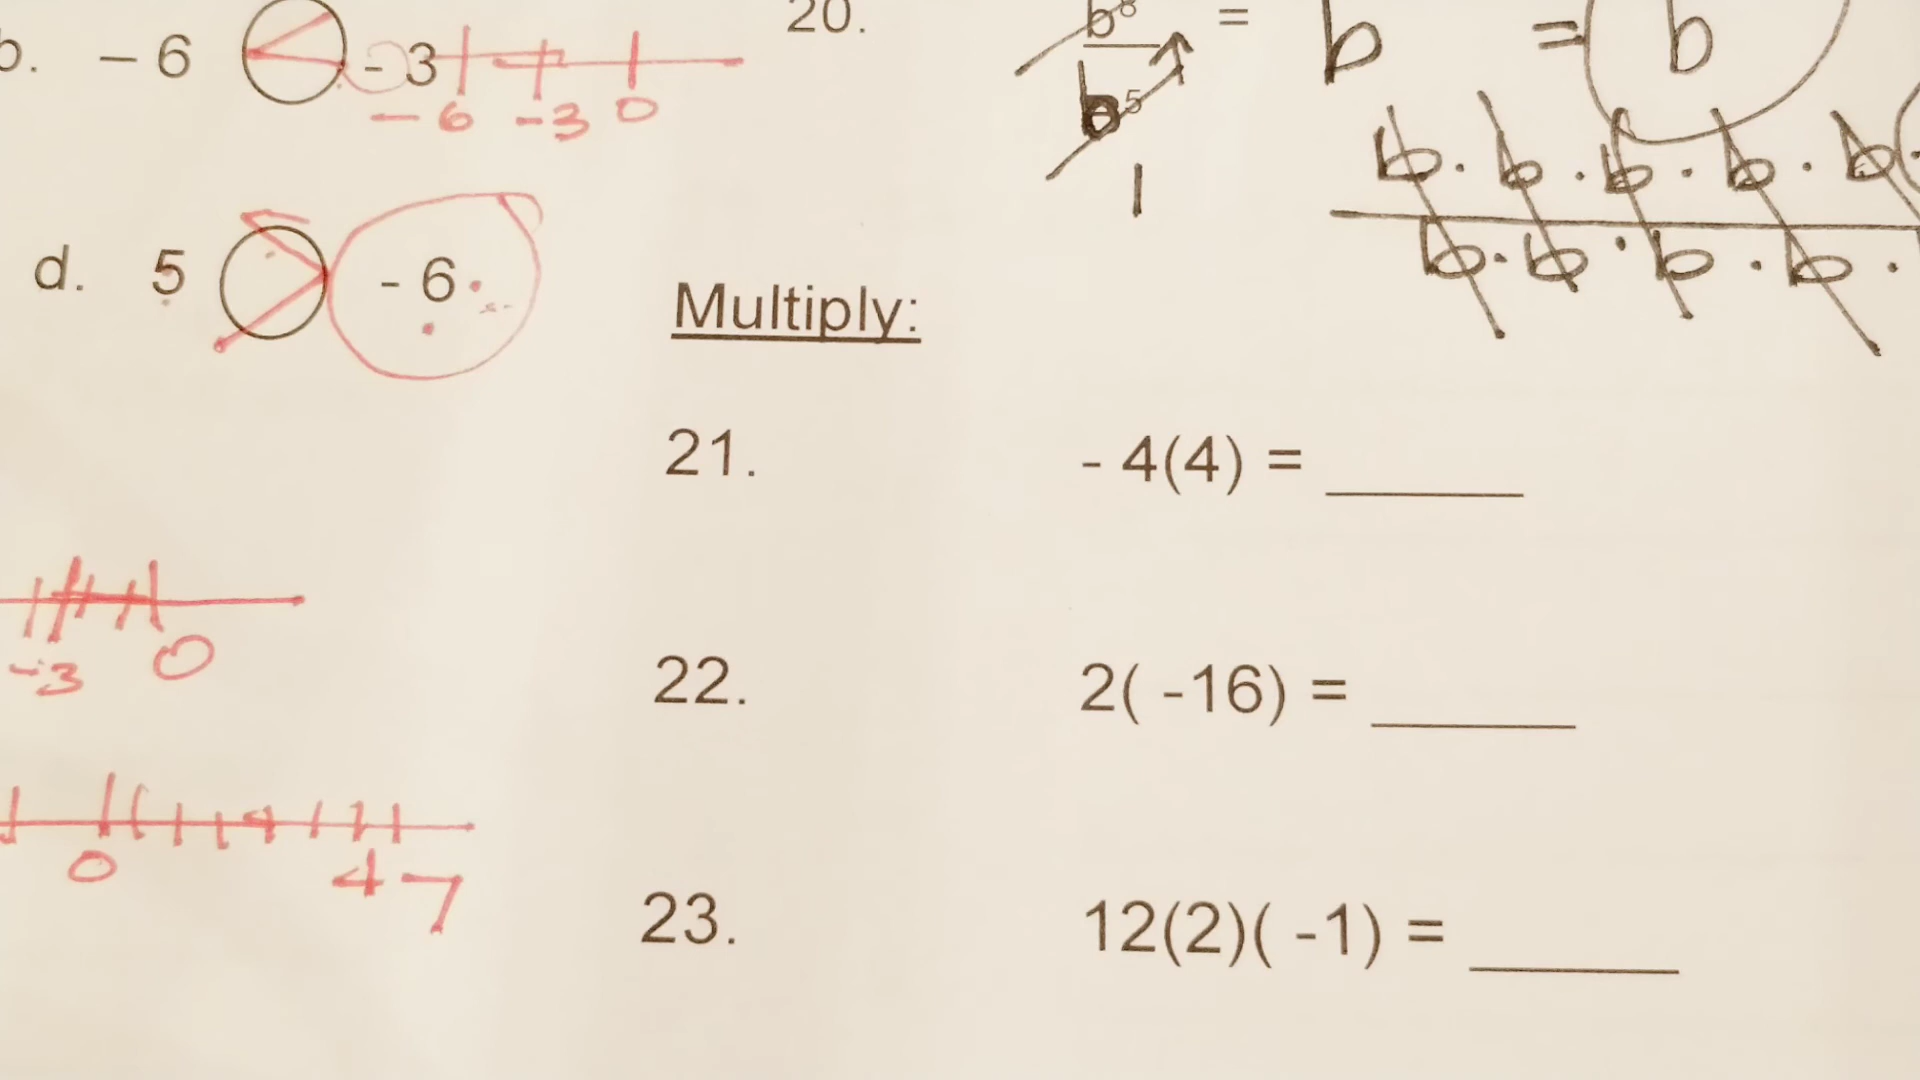 b. – 6 < - 3
– 6 – 3 0
d. 5 > - 6
-3 0
0 4 7
20. b⁸ = b = b
b⁵
1
b · b · b · b · b
b · b · b · b ·
Multiply:
21. - 4(4) = ______
22. 2( -16) = ______
23. 12(2)( -1) = ______